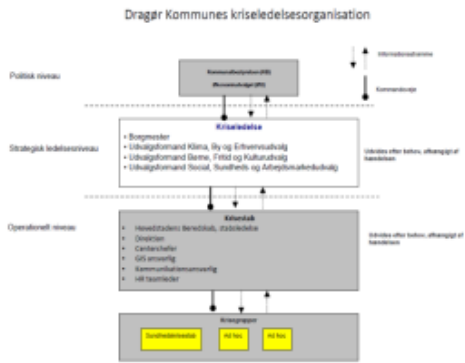 Dragør Kommunes kriseledelsesorganisation
Informationsstrømme
Kommandoveje
Politisk niveau
Kommunalbestyrelsen (KB)
Økonomiudvalget (ØU)
Kriseledelse
• Borgmester
• Udvalgsformand Klima, By og Erhvervsudvalg
• Udvalgsformand Børne, Fritid og Kulturudvalg
• Udvalgsformand Social, Sundheds og Arbejdsmarkedsudvalg
Strategisk ledelsesniveau
Udvides efter behov, afhængigt af
hændelsen
Operationelt niveau
Krisestab
• Hovedstadens Beredskab, stabsledelse
• Direktion
• Centerchefer
• GIS ansvarlig
• Kommunikationsansvarlig
• HR teamleder
Udvides efter behov, afhængigt af
hændelsen
Krisegrupper
Ad hoc
Ad hoc